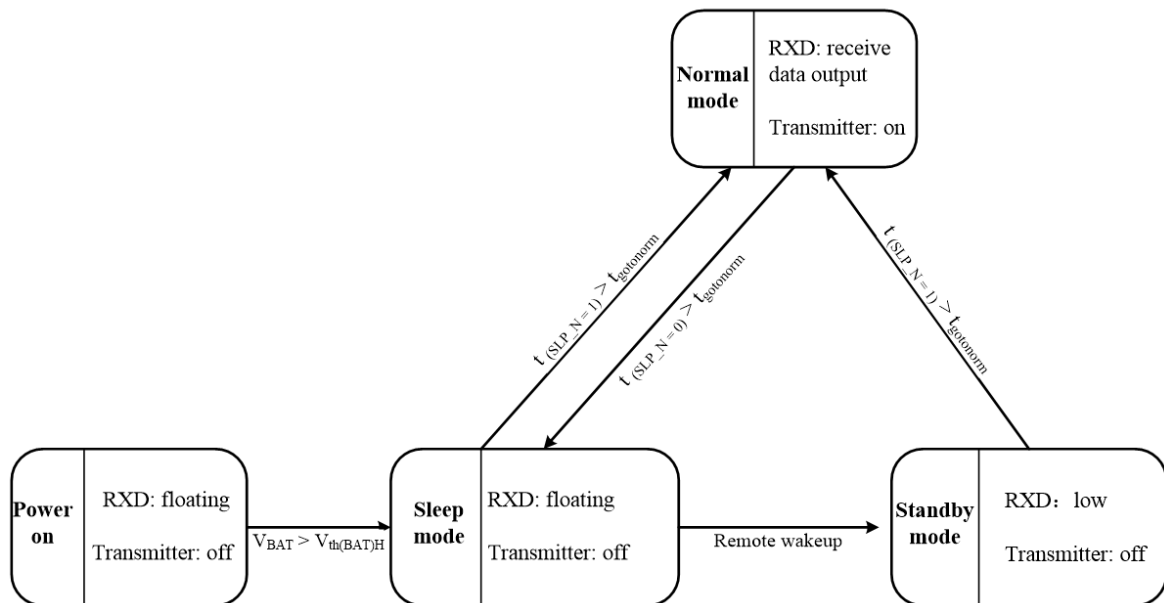 Normal
mode
RXD: receive
data output
Transmitter: on
t (SLP_N = 1) > tgotonorm
t (SLP_N = 0) > tgotonorm
t (SLP_N = 1) > tgotonorm
Power
on
RXD: floating
Transmitter: off
VBAT > Vth(BAT)H
Sleep
mode
RXD: floating
Transmitter: off
Remote wakeup
Standby
mode
RXD： low
Transmitter: off